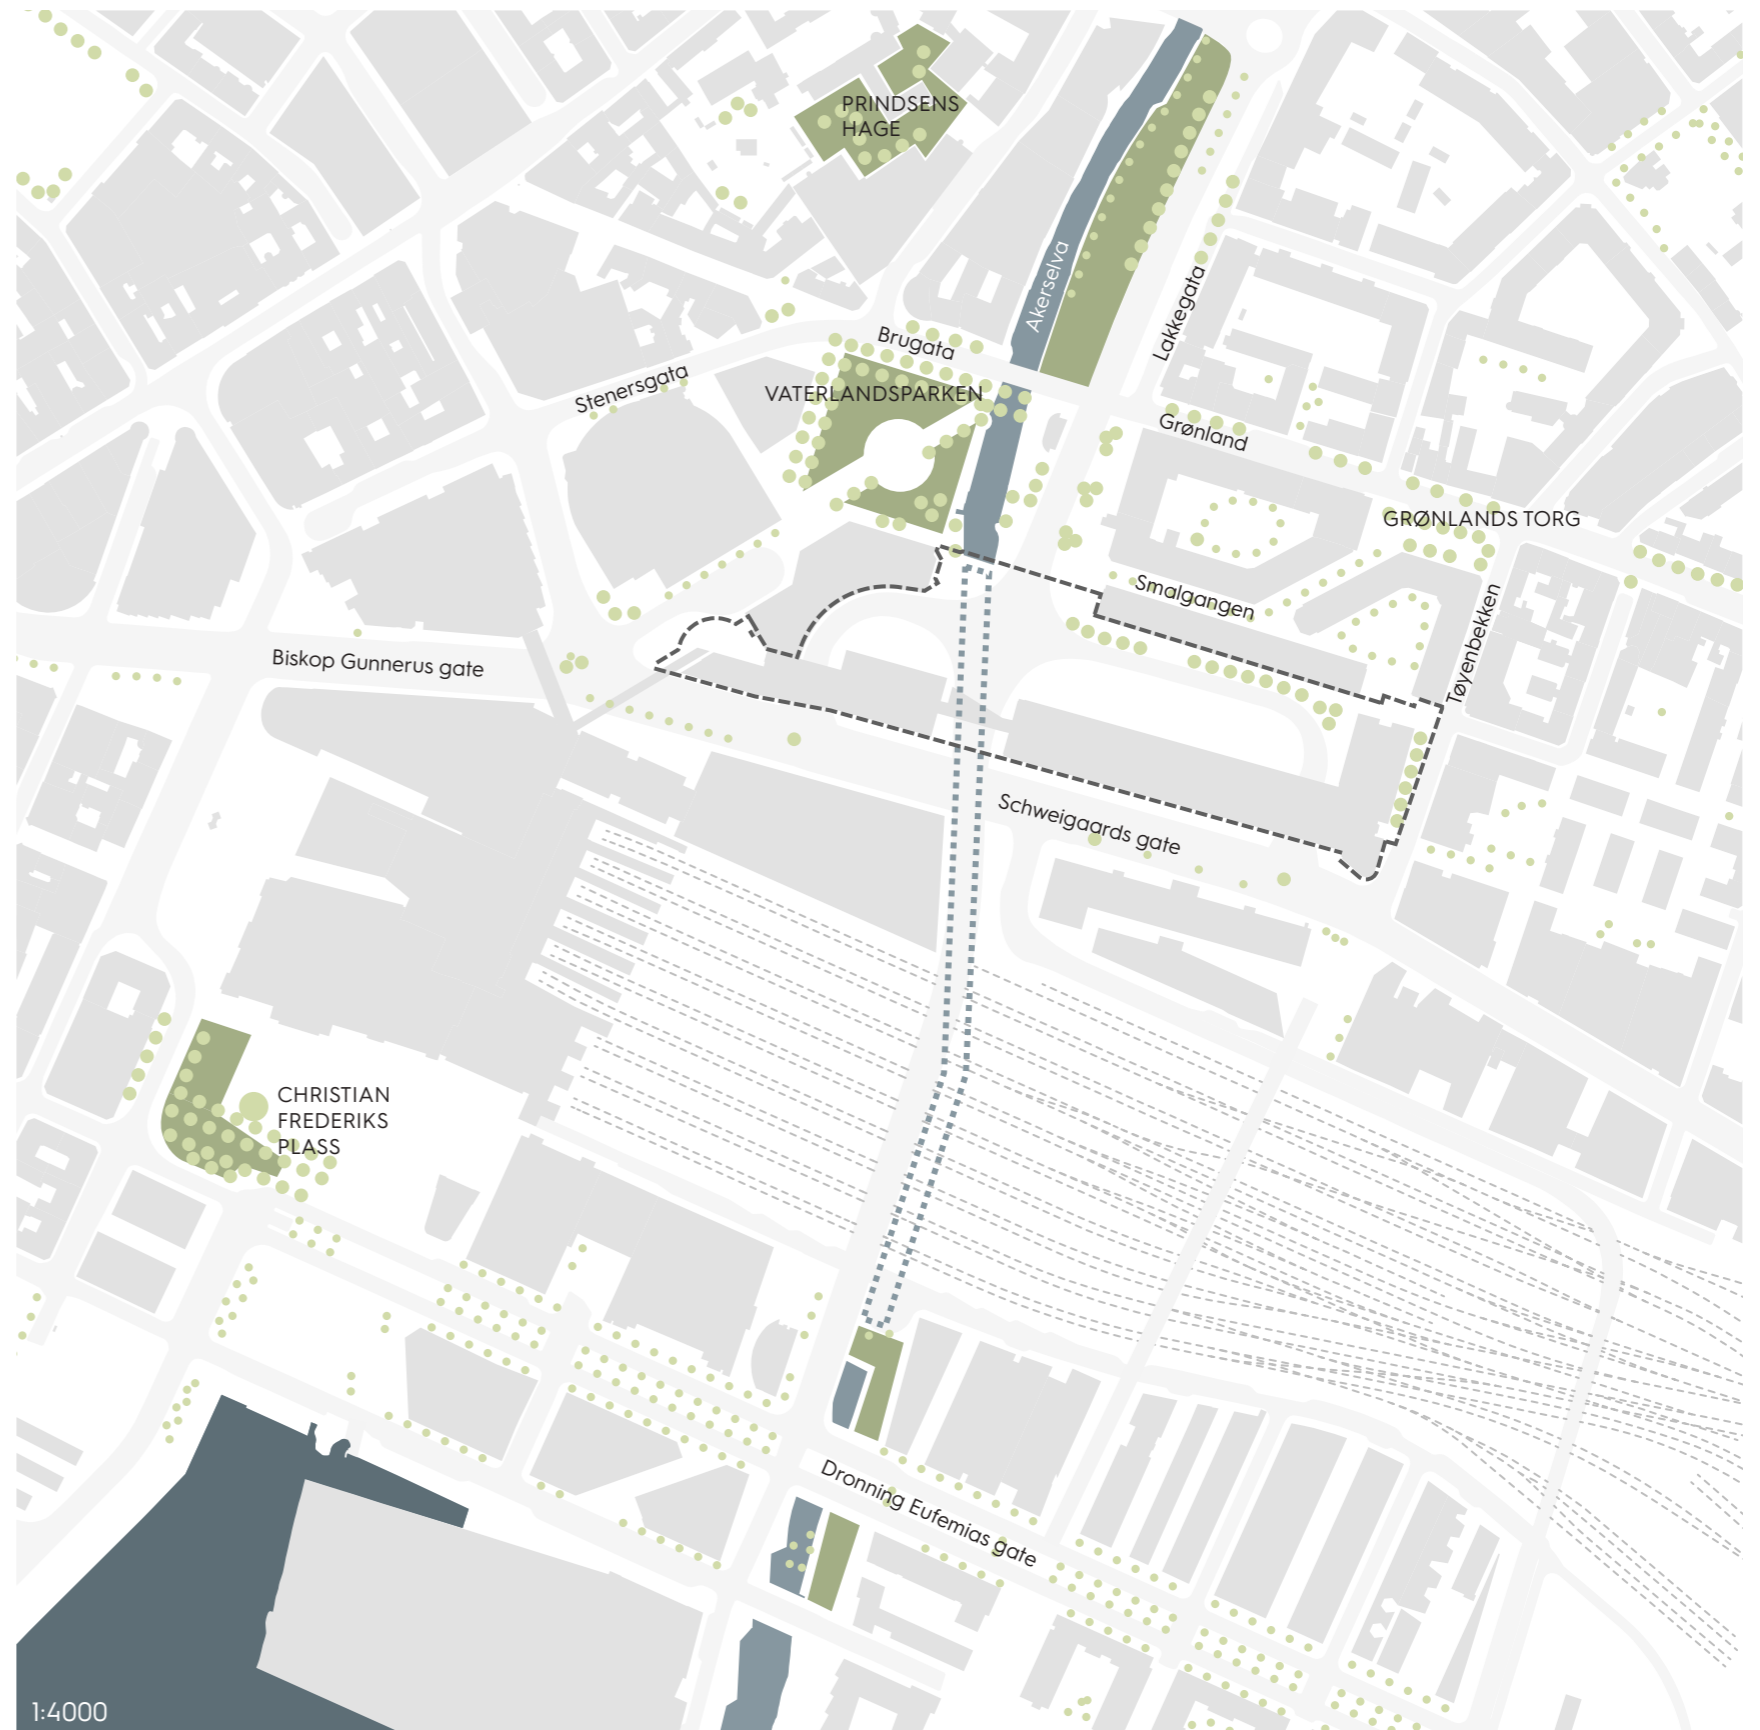 PRINDSENS
HAGE
Akerselva
Lakkegata
Brugata
Stenersgata
VATERLANDSPARKEN
Grønland
GRØNLANDS TORG
Smalgangen
Tøyenbekken
Biskop Gunnerus gate
Schweigaards gate
CHRISTIAN
FREDERIKS
PLASS
Dronning Eufemias gate
1:4000